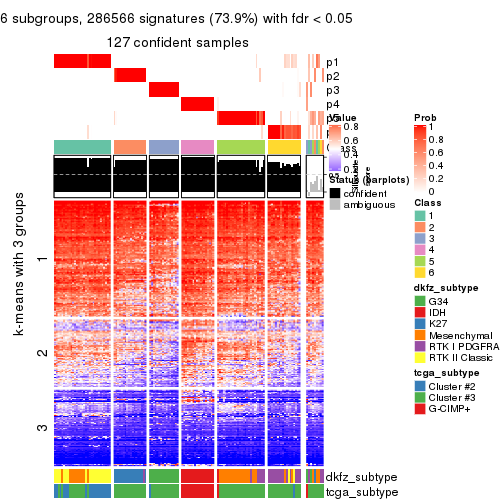 6 subgroups, 286566 signatures (73.9%) with fdr < 0.05
127 confident samples
p1
p2
p3
p4
Value
0.8
0.6
0.4
0.2
Status (barplots)
confident
ambiguous
Prob
1
0.8
0.6
0.4
0.2
0
Class
1
2
3
4
5
6
dkfz_subtype
G34
IDH
K27
Mesenchymal
RTK I PDGFRA
RTK II Classic
tcga_subtype
Cluster #2
Cluster #3
G-CIMP+
k-means with 3 groups
1
2
3
dkfz_subtype
tcga_subtype